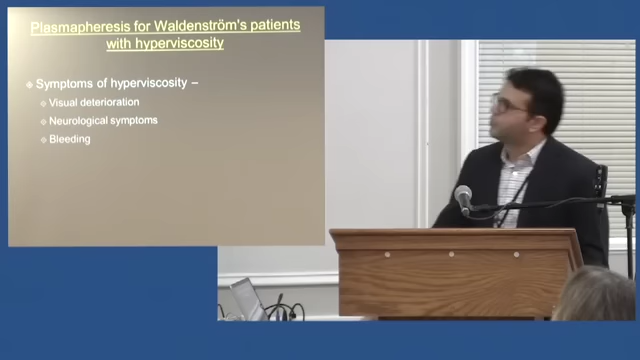 Plasmapheresis for Waldenström's patients
with hyperviscosity
Symptoms of hyperviscosity –
Visual deterioration
Neurological symptoms
Bleeding